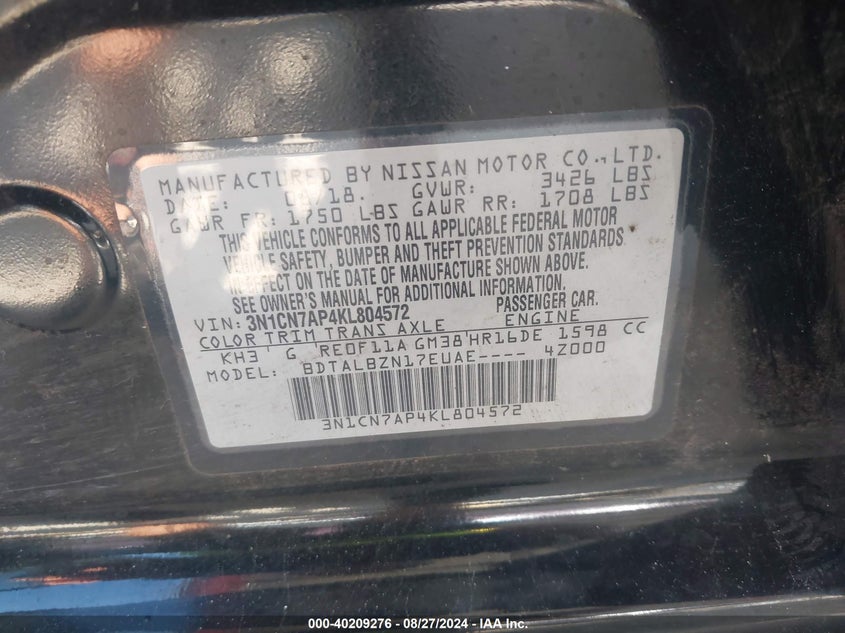 MANUFACTURED BY NISSAN MOTOR CO., LTD.
DATE: /18. GVWR: 3426 LBS
GAWR FR: 1750 LBS GAWR RR: 1708 LBS
THIS VEHICLE CONFORMS TO ALL APPLICABLE FEDERAL MOTOR
VEHICLE SAFETY, BUMPER AND THEFT PREVENTION STANDARDS
IN EFFECT ON THE DATE OF MANUFACTURE SHOWN ABOVE.
SEE OWNER'S MANUAL FOR ADDITIONAL INFORMATION.
VIN: 3N1CN7AP4KL804572 PASSENGER CAR.
COLOR TRIM TRANS AXLE ENGINE
KH3 G RE0F11A GM38 HR16DE 1598 CC
MODEL: BDTALBZN17EUAE---- 4Z000
3N1CN7AP4KL804572
000-40209276 - 08/27/2024 - IAA Inc.